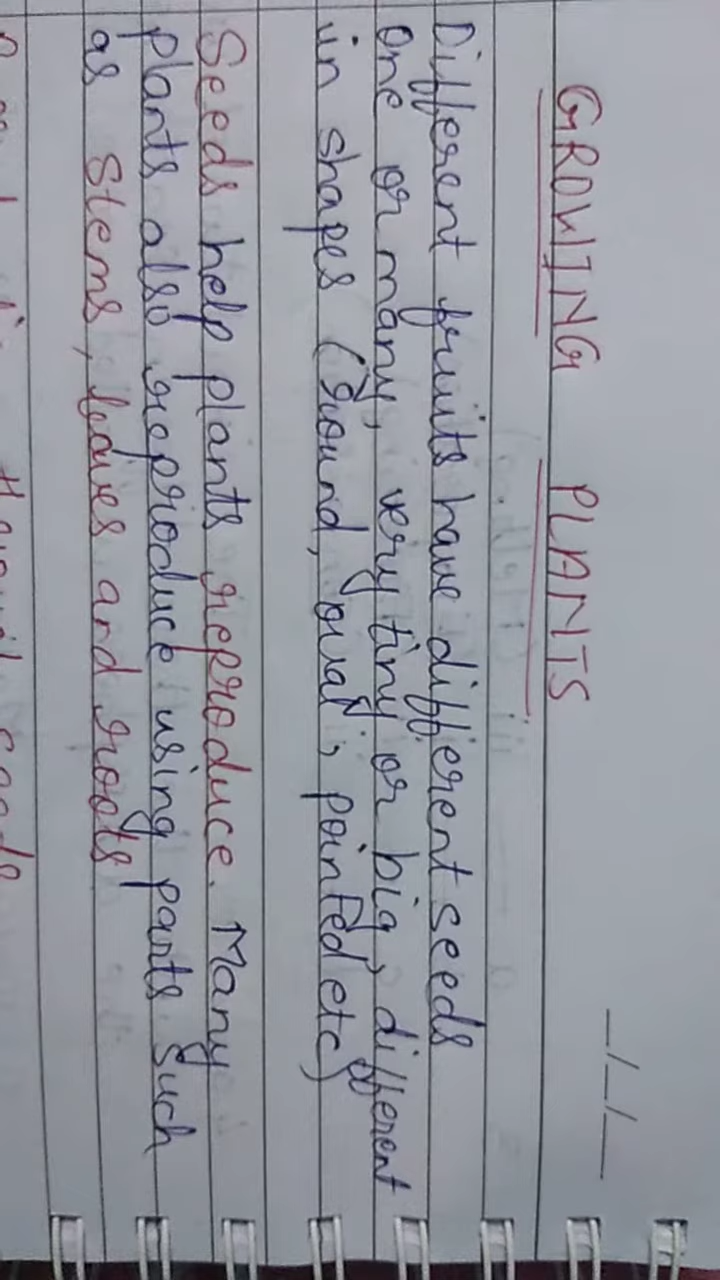 _/_/_
GROWING PLANTS
Different fruits have different seeds
one or many, very tiny or big, different
in shapes (round, oval, pointed etc)
Seeds help plants reproduce. Many
plants also reproduce using parts such
as stems, leaves and roots